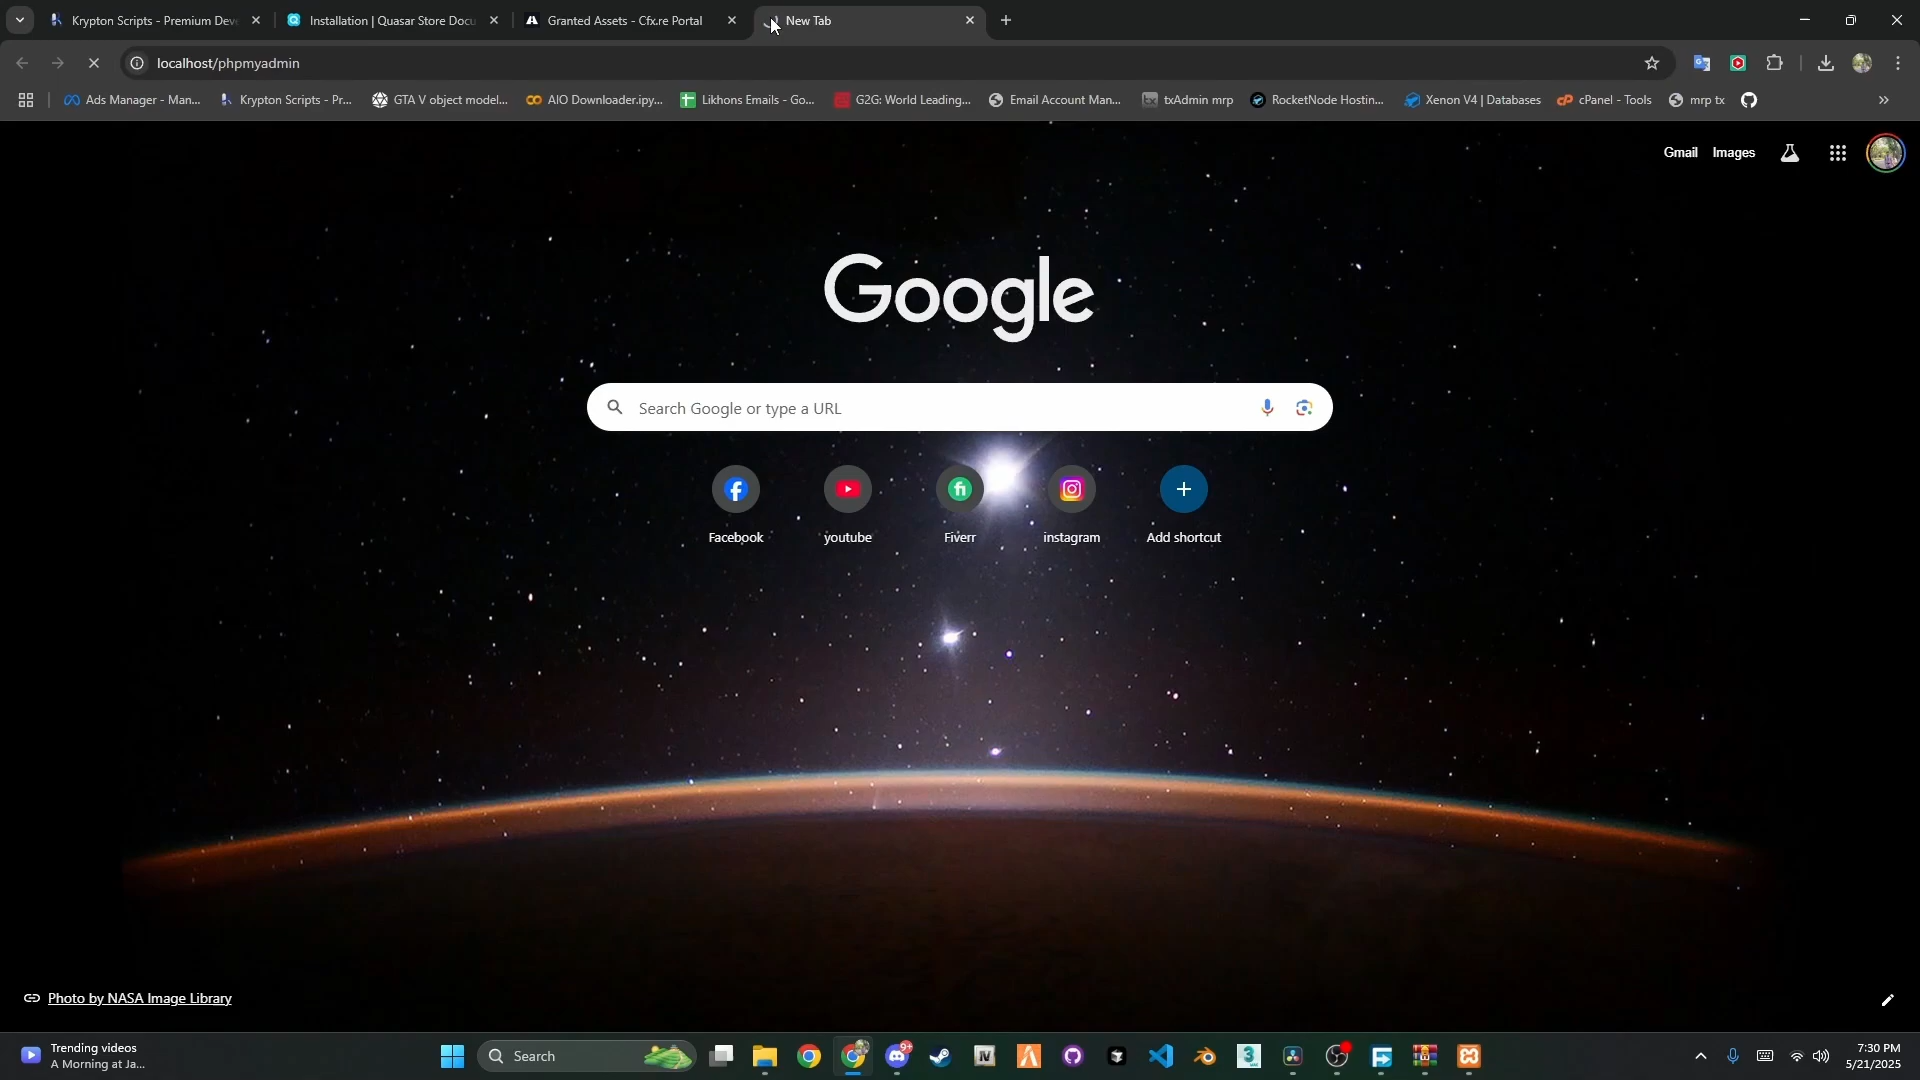 Krypton Scripts - Premium Deve
Installation | Quasar Store Docu
Granted Assets - Cfx.re Portal
New Tab
localhost/phpmyadmin
Ads Manager - Man...
Krypton Scripts - Pr...
GTA V object model...
AIO Downloader.ipy...
Likhons Emails - Go...
G2G: World Leading...
Email Account Man...
txAdmin mrp
RocketNode Hostin...
Xenon V4 | Databases
cPanel - Tools
mrp tx
Gmail
Images
Google
Search Google or type a URL
Facebook
youtube
Fiverr
instagram
Add shortcut
Photo by NASA Image Library
Trending videos
A Morning at Ja...
Search
9+
7:30 PM
5/21/2025